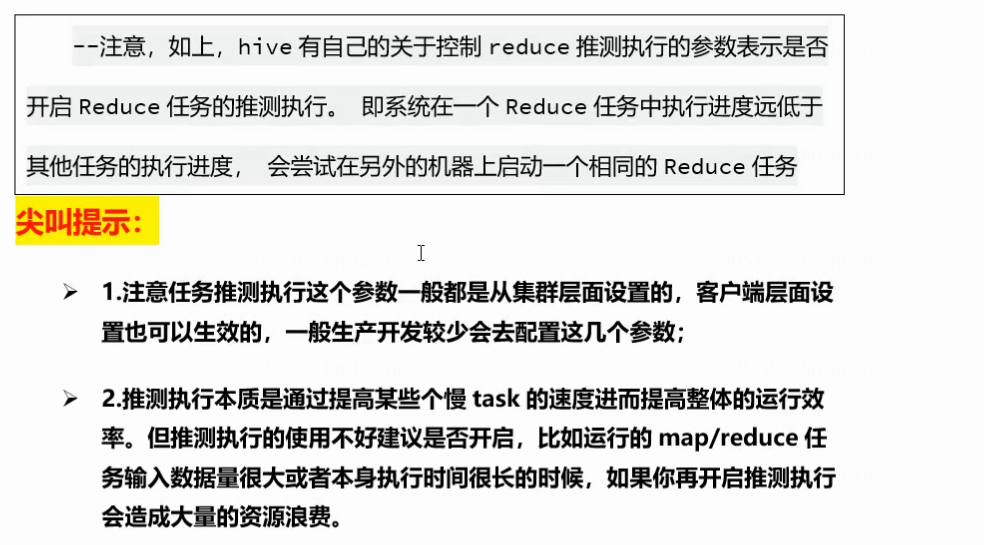 --注意，如上，hive 有自己的关于控制 reduce 推测执行的参数表示是否
开启 Reduce 任务的推测执行。 即系统在一个 Reduce 任务中执行进度远低于
其他任务的执行进度， 会尝试在另外的机器上启动一个相同的 Reduce 任务
尖叫提示：
➢ 1.注意任务推测执行这个参数一般都是从集群层面设置的，客户端层面设
置也可以生效的，一般生产开发较少会去配置这几个参数；
➢ 2.推测执行本质是通过提高某些个慢 task 的速度进而提高整体的运行效
率。但推测执行的使用不好建议是否开启，比如运行的 map/reduce 任
务输入数据量很大或者本身执行时间很长的时候，如果你再开启推测执行
会造成大量的资源浪费。